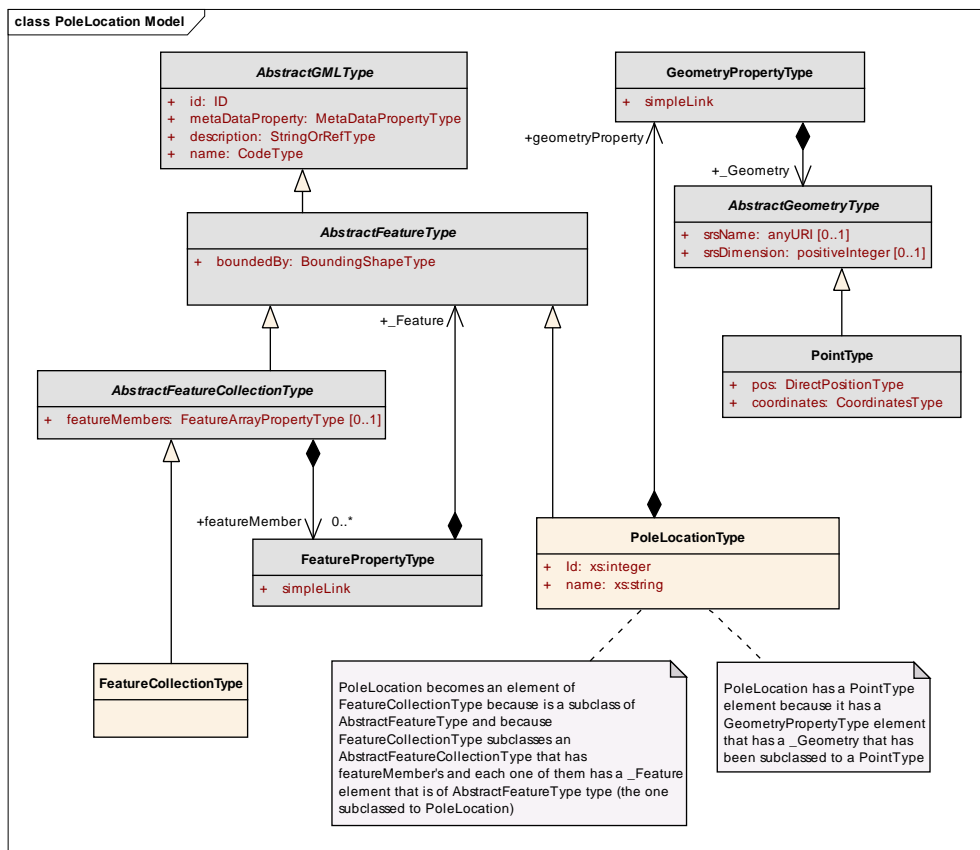 class PoleLocation Model
AbstractGMLType
+ id: ID
+ metaDataProperty: MetaDataPropertyType
+ description: StringOrRefType
+ name: CodeType
GeometryPropertyType
+ simpleLink
+geometryProperty
+_Geometry
AbstractFeatureType
+ boundedBy: BoundingShapeType
AbstractGeometryType
+ srsName: anyURI [0..1]
+ srsDimension: positiveInteger [0..1]
+_Feature
PointType
+ pos: DirectPositionType
+ coordinates: CoordinatesType
AbstractFeatureCollectionType
+ featureMembers: FeatureArrayPropertyType [0..1]
+featureMember 0..*
FeaturePropertyType
+ simpleLink
PoleLocationType
+ Id: xs:integer
+ name: xs:string
FeatureCollectionType
PoleLocation becomes an element of
FeatureCollectionType because is a subclass of
AbstractFeatureType and because
FeatureCollectionType subclasses an
AbstractFeatureCollectionType that has
featureMember's and each one of them has a _Feature
element that is of AbstractFeatureType type (the one
subclassed to PoleLocation)
PoleLocation has a PointType
element because it has a
GeometryPropertyType element
that has a _Geometry that has
been subclassed to a PointType